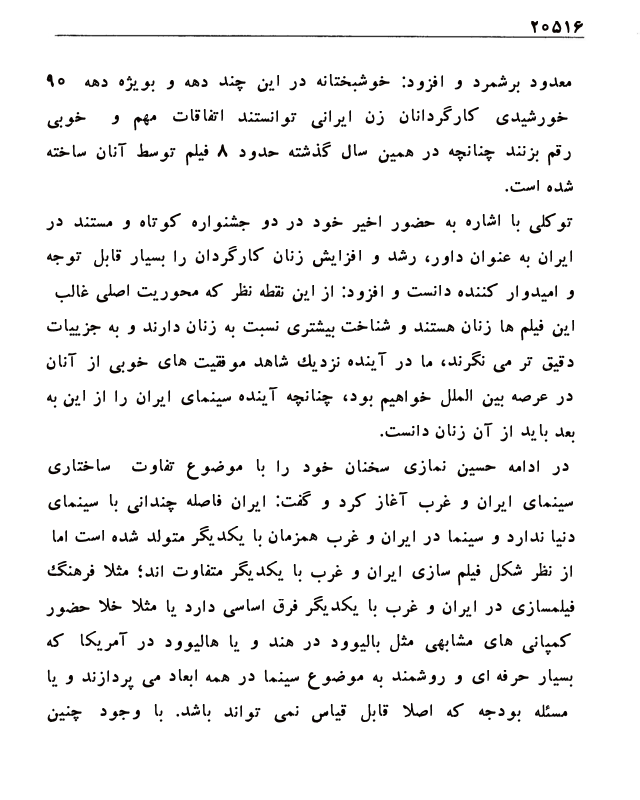 ۲۰۵۱۶
معدود برشمرد و افزود: خوشبختانه در این چند دهه و بویژه دهه ۹۰
خورشیدی کارگردانان زن ایرانی توانستند اتفاقات مهم و خوبی
رقم بزنند چنانچه در همین سال گذشته حدود ۸ فیلم توسط آنان ساخته
شده است.
توکلی با اشاره به حضور اخیر خود در دو جشنواره کوتاه و مستند در
ایران به عنوان داور، رشد و افزایش زنان کارگردان را بسیار قابل توجه
و امیدوار کننده دانست و افزود: از این نقطه نظر که محوریت اصلی غالب
این فیلم ها زنان هستند و شناخت بیشتری نسبت به زنان دارند و به جزییات
دقیق تر می نگرند، ما در آینده نزدیك شاهد موفقیت های خوبی از آنان
در عرصه بین الملل خواهیم بود، چنانچه آینده سینمای ایران را از این به
بعد باید از آن زنان دانست.
در ادامه حسین نمازی سخنان خود را با موضوع تفاوت ساختاری
سینمای ایران و غرب آغاز کرد و گفت: ایران فاصله چندانی با سینمای
دنیا ندارد و سینما در ایران و غرب همزمان با یکدیگر متولد شده است اما
از نظر شکل فیلم سازی ایران و غرب با یکدیگر متفاوت اند؛ مثلا فرهنگ
فیلمسازی در ایران و غرب با یکدیگر فرق اساسی دارد یا مثلا خلا حضور
کمپانی های مشابهی مثل بالیوود در هند و یا هالیوود در آمریکا که
بسیار حرفه ای و روشمند به موضوع سینما در همه ابعاد می پردازند و یا
مسئله بودجه که اصلا قابل قیاس نمی تواند باشد. با وجود چنین